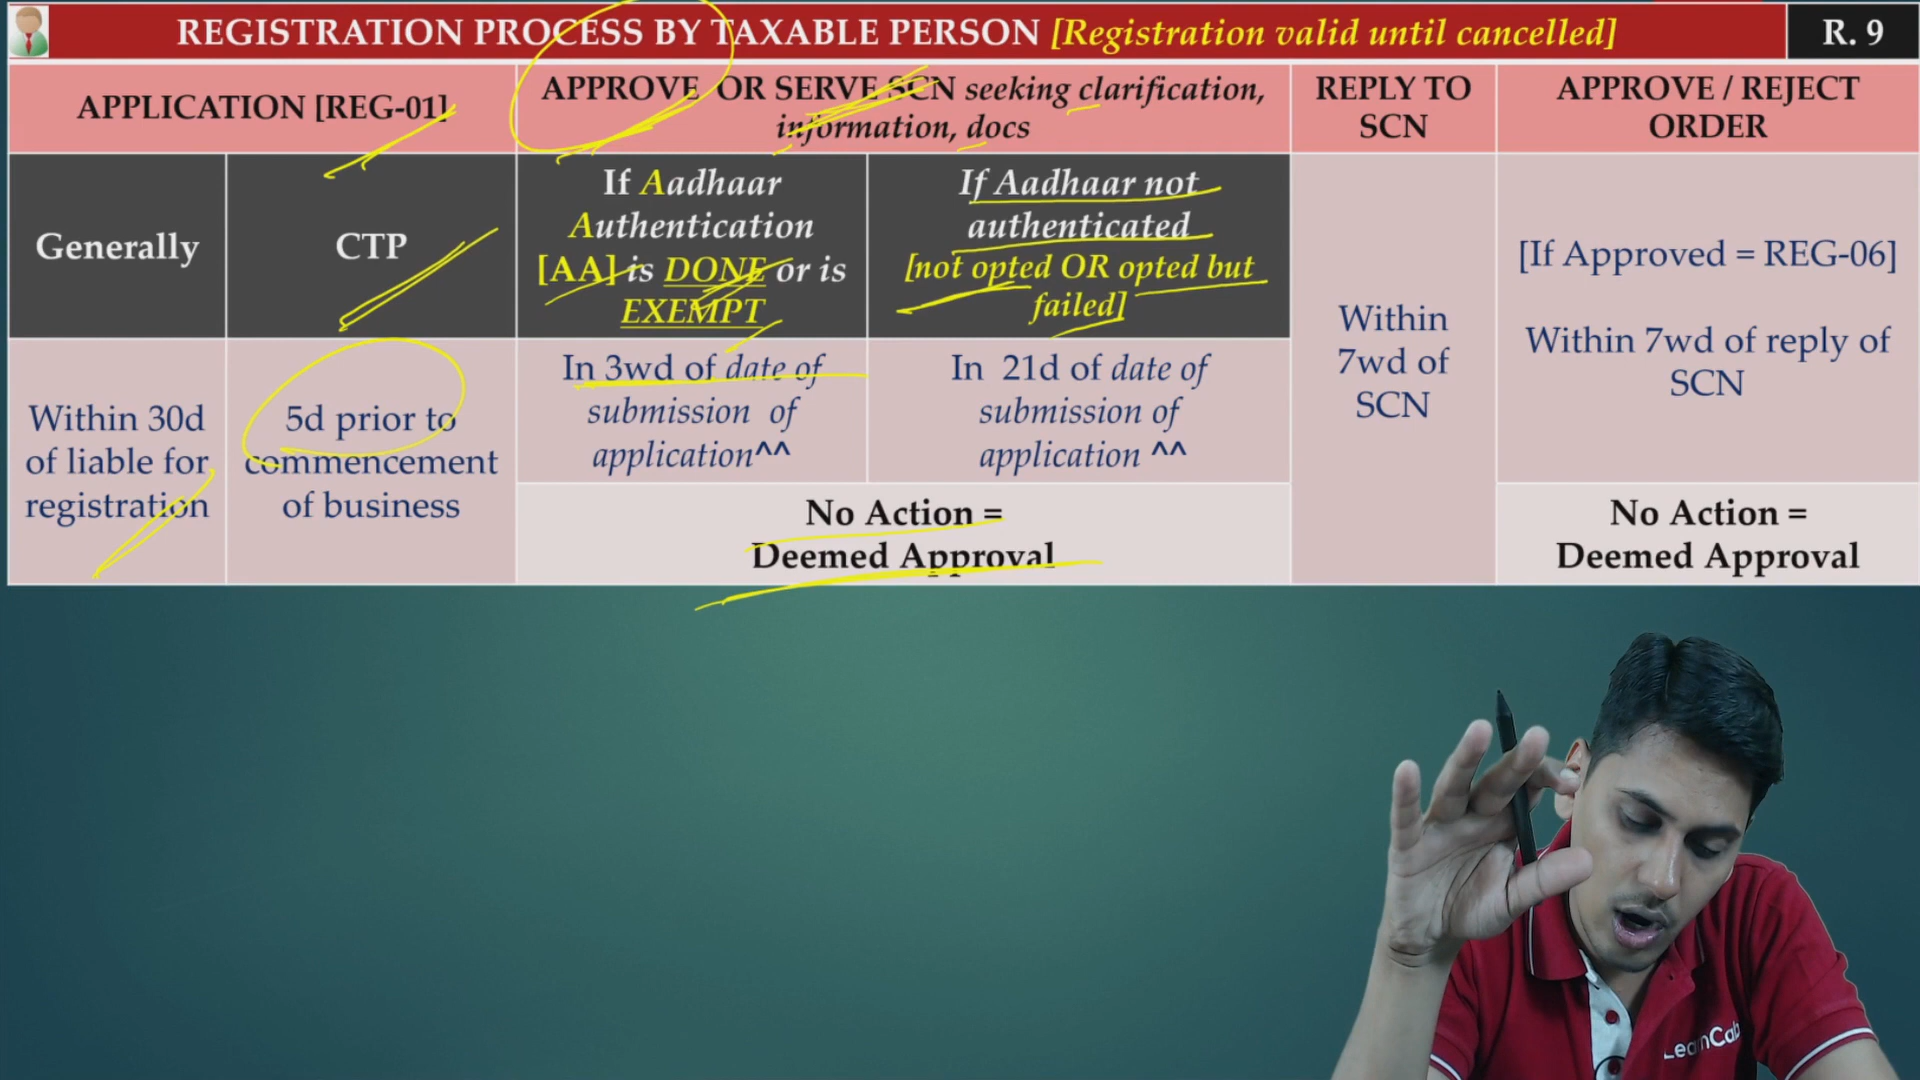 REGISTRATION PROCESS BY TAXABLE PERSON [Registration valid until cancelled]
R. 9
APPLICATION [REG-01]
APPROVE OR SERVE SCN seeking clarification,
information, docs
REPLY TO
SCN
APPROVE / REJECT
ORDER
Generally
CTP
If Aadhaar
Authentication
[AA] is DONE or is
EXEMPT
If Aadhaar not
authenticated
[not opted OR opted but
failed]
Within
7wd of
SCN
[If Approved = REG-06]
Within 7wd of reply of
SCN
Within 30d
of liable for
registration
5d prior to
commencement
of business
In 3wd of date of
submission of
application^^
In 21d of date of
submission of
application ^^
No Action =
Deemed Approval
No Action =
Deemed Approval